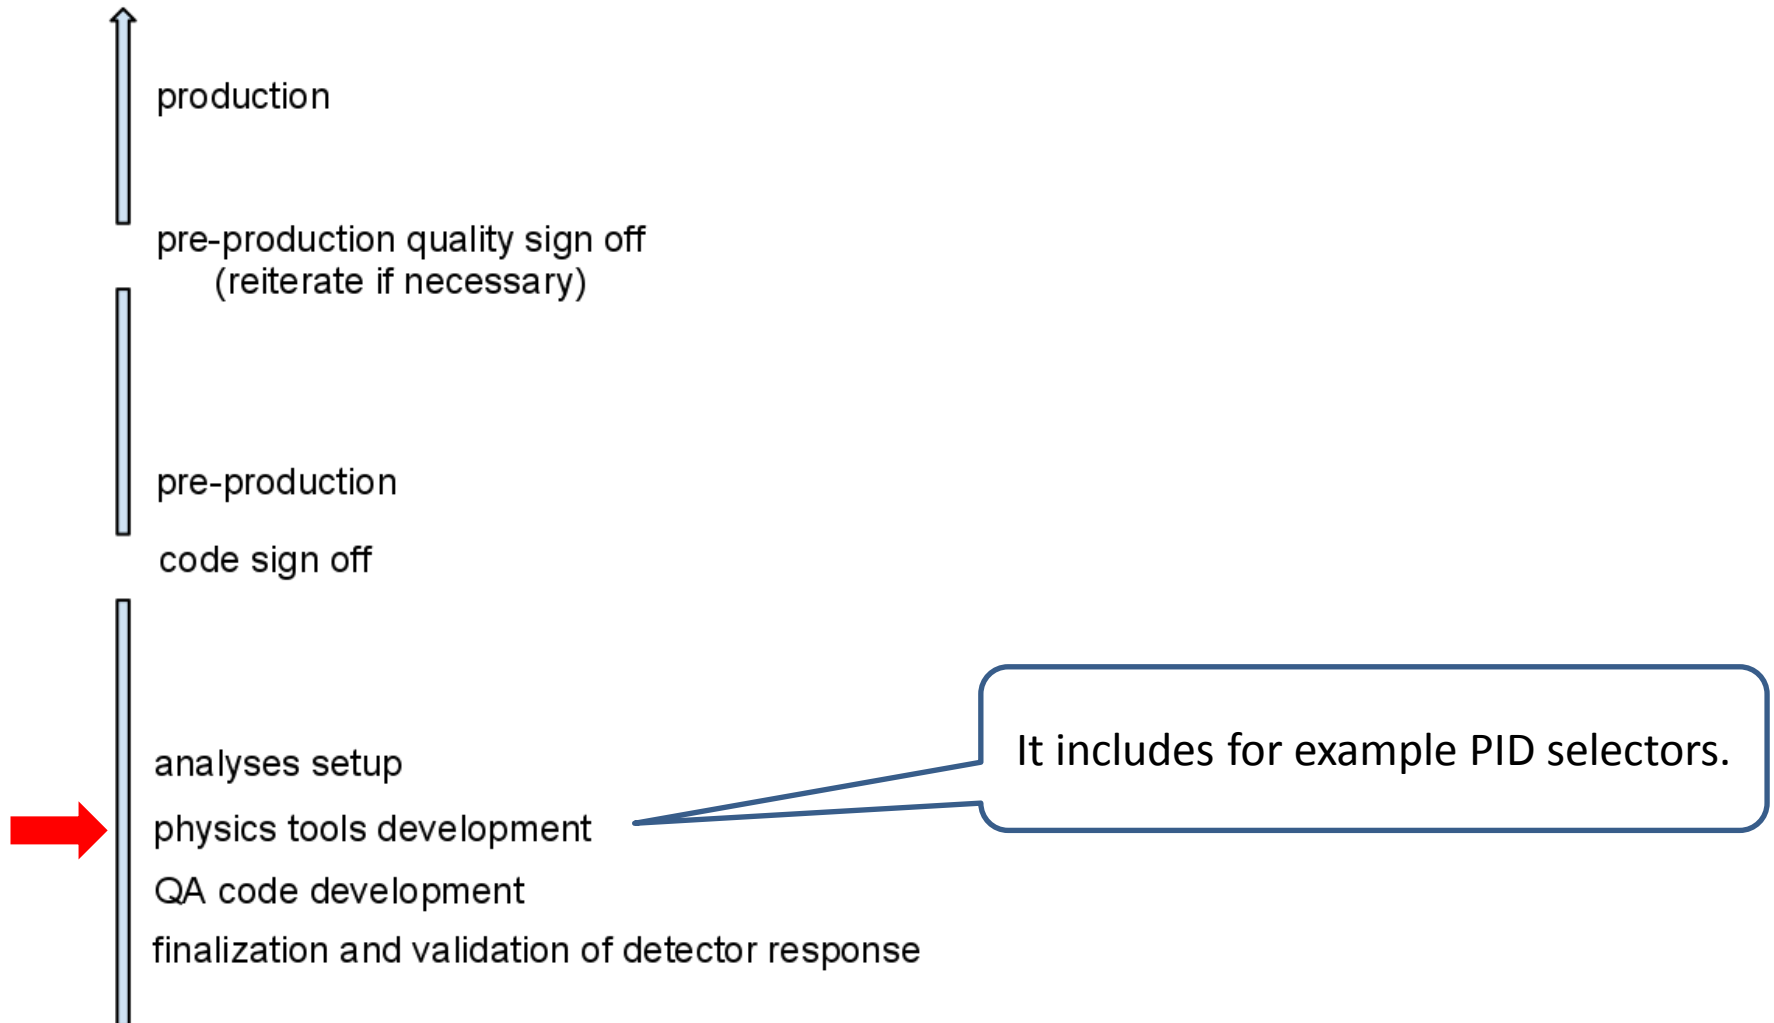 production
pre-production quality sign off
(reiterate if necessary)
pre-production
code sign off
analyses setup
It includes for example PID selectors.
physics tools development
QA code development
finalization and validation of detector response